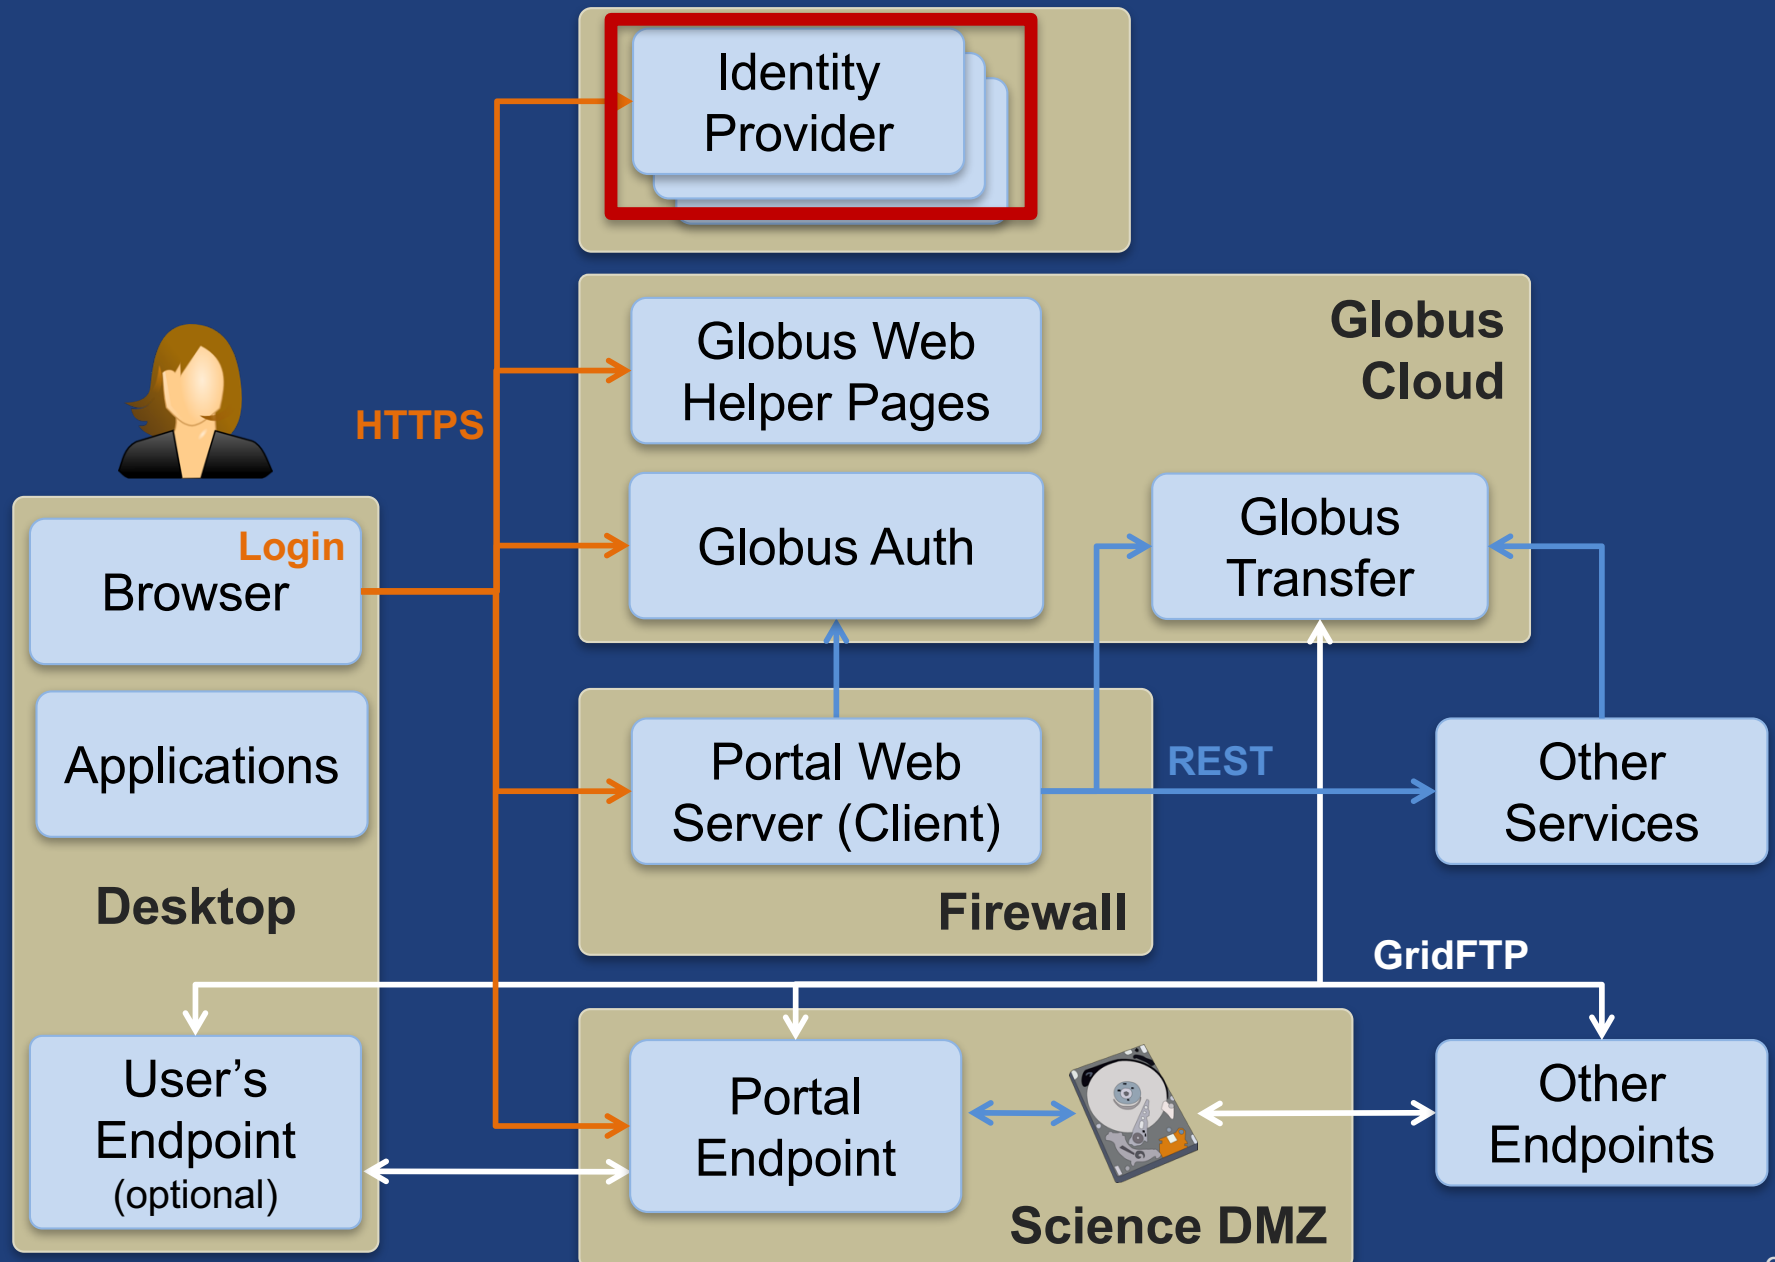 Identity
Provider
Globus
Cloud
Globus Web
Helper Pages
HTTPS
Globus Auth
Globus
Transfer
Login
Browser
Applications
Desktop
Portal Web
Server (Client)
Firewall
REST
Other
Services
GridFTP
User’s
Endpoint
(optional)
Portal
Endpoint
Science DMZ
Other
Endpoints